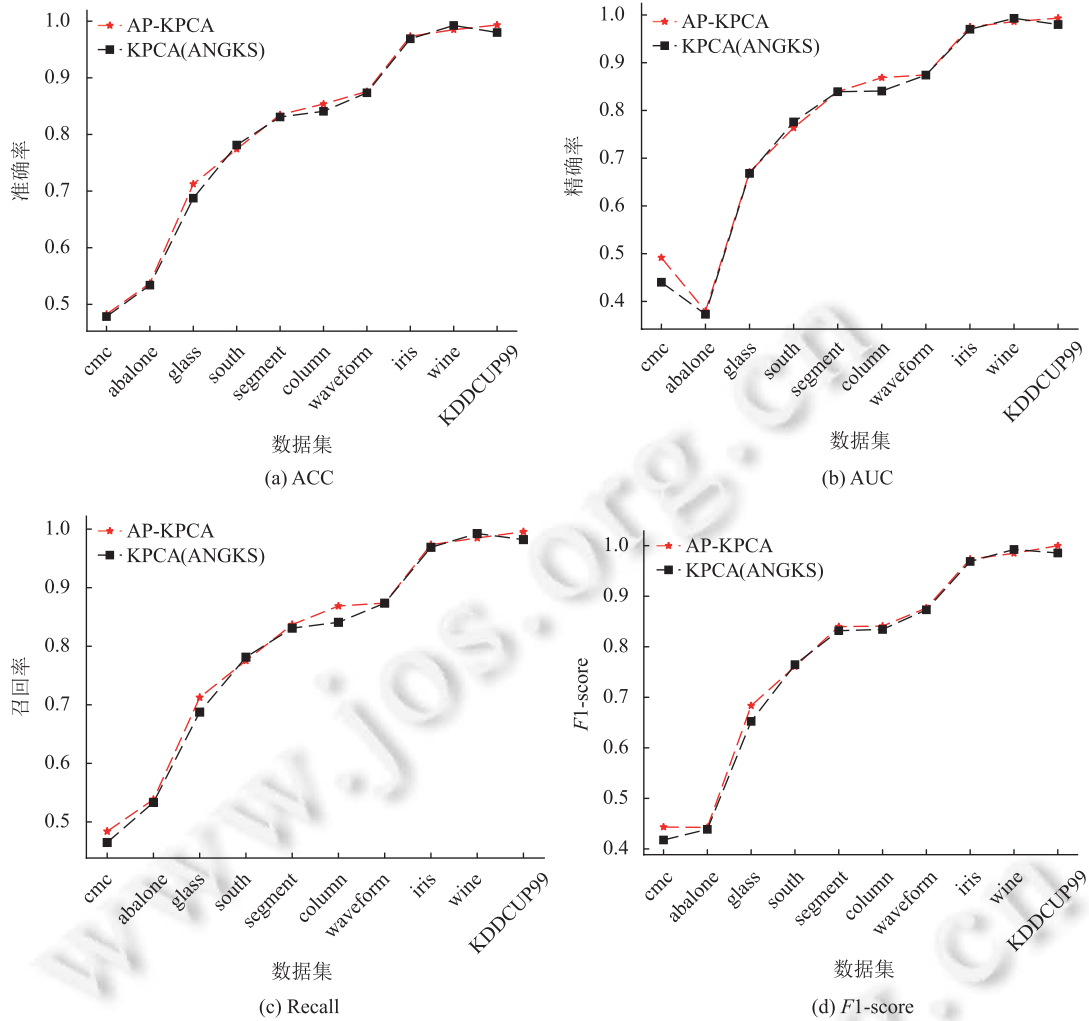 AP-KPCA
KPCA(ANGKS)
准确率
1.0
0.9
0.8
0.7
0.6
0.5
cmc
abalone
glass
south
segment
column
waveform
iris
wine
KDDCUP99
数据集
(a) ACC
AP-KPCA
KPCA(ANGKS)
精确率
1.0
0.9
0.8
0.7
0.6
0.5
0.4
cmc
abalone
glass
south
segment
column
waveform
iris
wine
KDDCUP99
数据集
(b) AUC
AP-KPCA
KPCA(ANGKS)
召回率
1.0
0.9
0.8
0.7
0.6
0.5
cmc
abalone
glass
south
segment
column
waveform
iris
wine
KDDCUP99
数据集
(c) Recall
AP-KPCA
KPCA(ANGKS)
F1-score
1.0
0.9
0.8
0.7
0.6
0.5
0.4
cmc
abalone
glass
south
segment
column
waveform
iris
wine
KDDCUP99
数据集
(d) F1-score
www.jos.org.cn
.cn